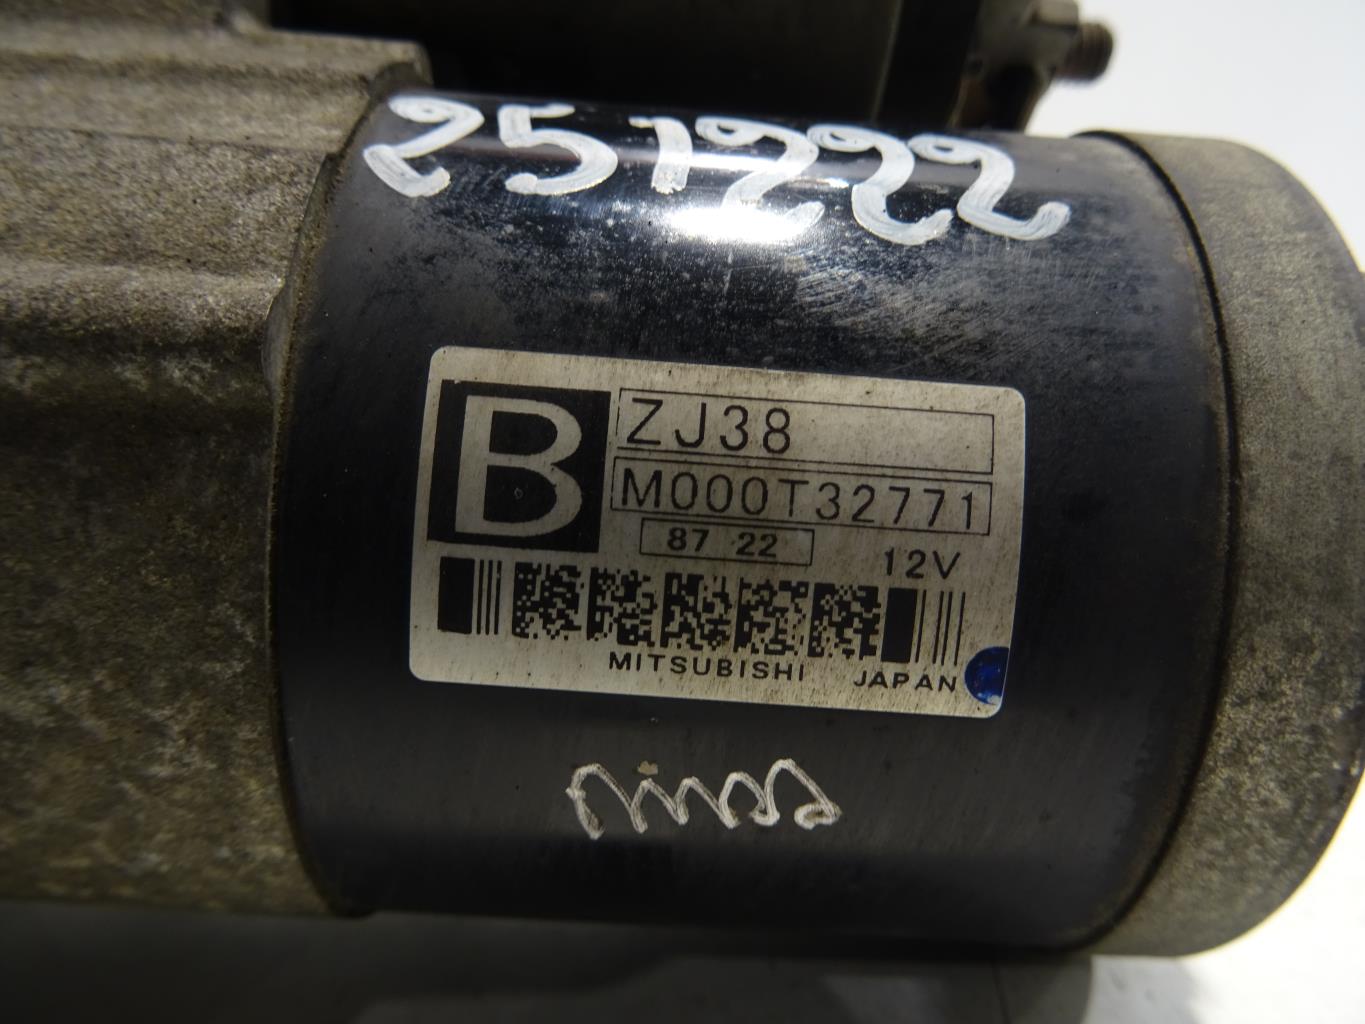 251222
B
ZJ38
M000T32771
87 22
12V
MITSUBISHI JAPAN